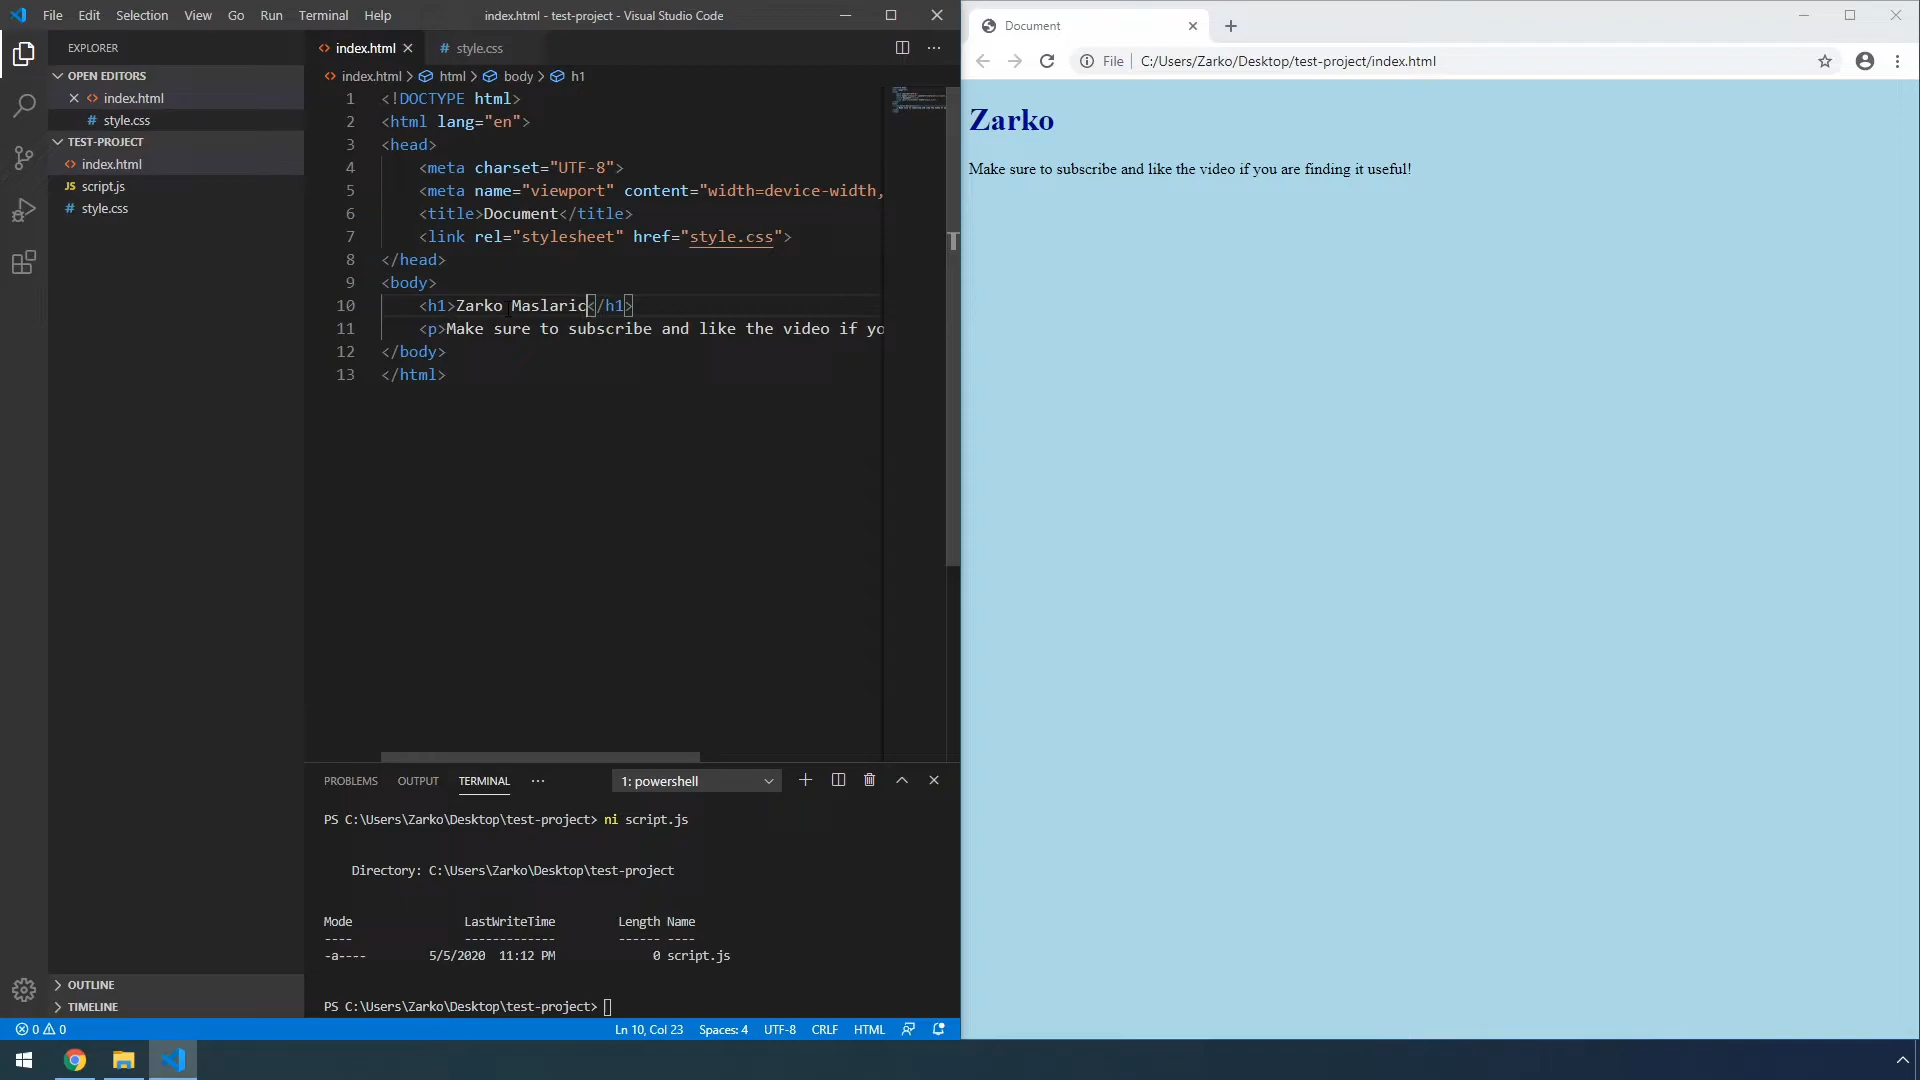 File Edit Selection View Go Run Terminal Help
index.html - test-project - Visual Studio Code
EXPLORER
OPEN EDITORS
index.html
# style.css
TEST-PROJECT
index.html
JS script.js
# style.css
OUTLINE
TIMELINE
index.html
# style.css
index.html > html > body > h1
1 <!DOCTYPE html>
2 <html lang="en">
3 <head>
4 <meta charset="UTF-8">
5 <meta name="viewport" content="width=device-width,
6 <title>Document</title>
7 <link rel="stylesheet" href="style.css">
8 </head>
9 <body>
10 <h1>Zarko Maslaric</h1>
11 <p>Make sure to subscribe and like the video if yo
12 </body>
13 </html>
PROBLEMS OUTPUT TERMINAL ··· 1: powershell
PS C:\Users\Zarko\Desktop\test-project> ni script.js
Directory: C:\Users\Zarko\Desktop\test-project
Mode LastWriteTime Length Name
---- ------------- ------ ----
-a---- 5/5/2020 11:12 PM 0 script.js
PS C:\Users\Zarko\Desktop\test-project>
0 0
Ln 10, Col 23 Spaces: 4 UTF-8 CRLF HTML
Document
File C:/Users/Zarko/Desktop/test-project/index.html
Zarko
Make sure to subscribe and like the video if you are finding it useful!